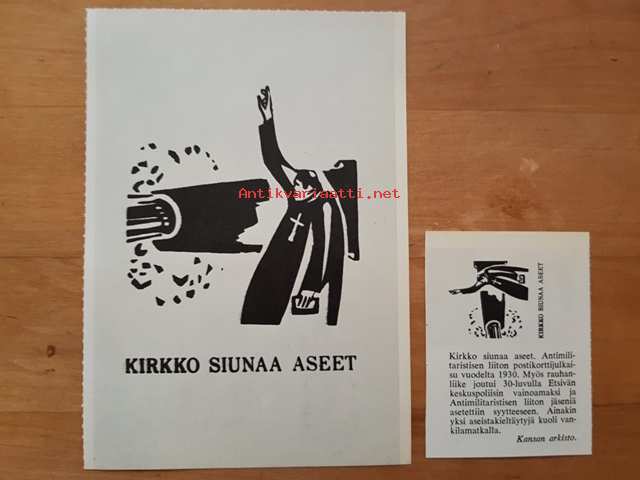 Antikvariaatti.net
KIRKKO SIUNAA ASEET
KIRKKO SIUNAA ASEET
Kirkko siunaa aseet. Antimili-
taristisen liiton postikorttijulkai-
su vuodelta 1930. Myös rauhan-
liike joutui 30-luvulla Etsivän
keskuspoliisin vainoamaksi ja
Antimilitaristisen liiton jäseniä
asetettiin syytteeseen. Ainakin
yksi aseistakieltäytyjä kuoli van-
kilamatkalla.
Kansan arkisto.